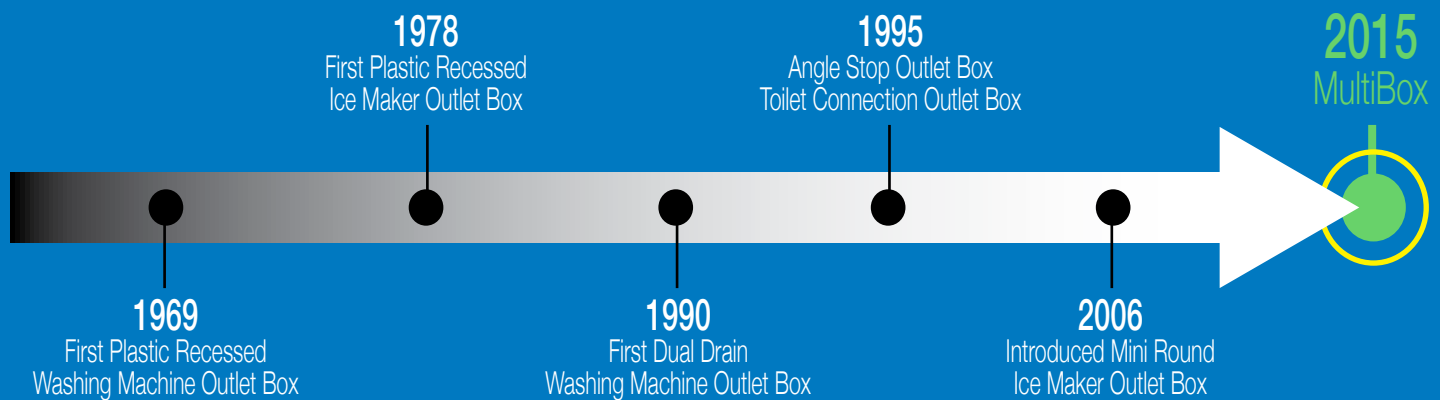 1978
First Plastic Recessed
Ice Maker Outlet Box
1995
Angle Stop Outlet Box
Toilet Connection Outlet Box
2015
MultiBox
1969
First Plastic Recessed
Washing Machine Outlet Box
1990
First Dual Drain
Washing Machine Outlet Box
2006
Introduced Mini Round
Ice Maker Outlet Box